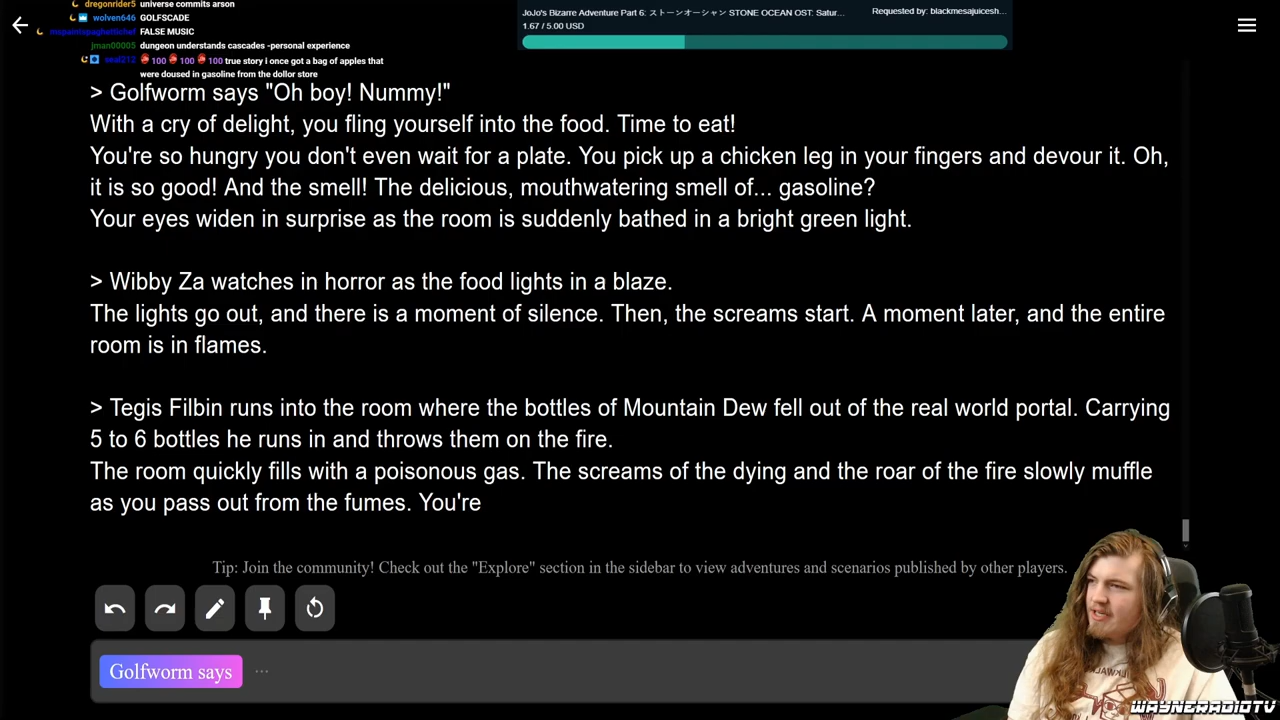 dregonrider5 universe commits arson
wolven646 GOLFSCADE
mspaintspaghettichef FALSE MUSIC
jman00005 dungeon understands cascades -personal experience
seal212 100 100 100 true story i once got a bag of apples that
were doused in gasoline from the dollor store
JoJo's Bizarre Adventure Part 6: ストーンオーシャン STONE OCEAN OST: Satur...
Requested by: blackmesajuicesh...
1.67 / 5.00 USD
> Golfworm says "Oh boy! Nummy!"
With a cry of delight, you fling yourself into the food. Time to eat!
You're so hungry you don't even wait for a plate. You pick up a chicken leg in your fingers and devour it. Oh,
it is so good! And the smell! The delicious, mouthwatering smell of... gasoline?
Your eyes widen in surprise as the room is suddenly bathed in a bright green light.
> Wibby Za watches in horror as the food lights in a blaze.
The lights go out, and there is a moment of silence. Then, the screams start. A moment later, and the entire
room is in flames.
> Tegis Filbin runs into the room where the bottles of Mountain Dew fell out of the real world portal. Carrying
5 to 6 bottles he runs in and throws them on the fire.
The room quickly fills with a poisonous gas. The screams of the dying and the roar of the fire slowly muffle
as you pass out from the fumes. You're
Tip: Join the community! Check out the "Explore" section in the sidebar to view adventures and scenarios published by other players.
Golfworm says ...
WAYNERADIOTV